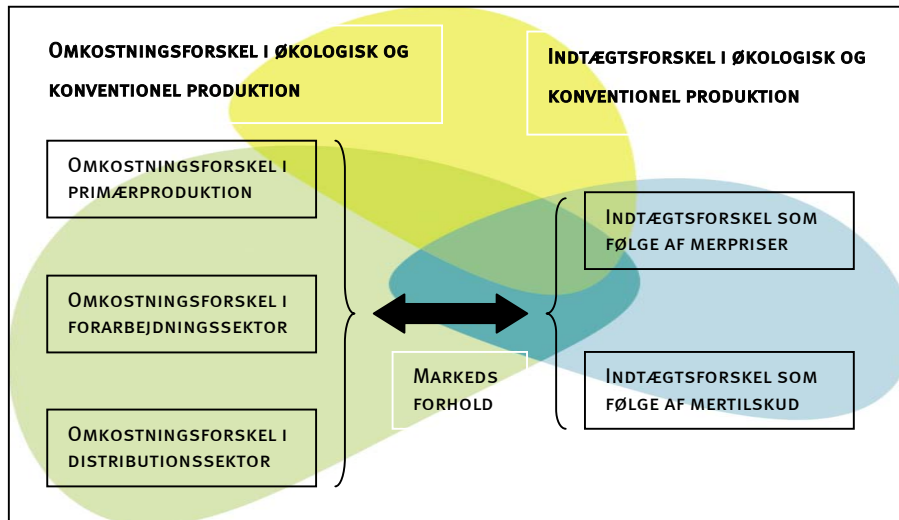 OMKOSTNINGSFORSKEL I ØKOLOGISK OG
KONVENTIONEL PRODUKTION
INDTÆGTSFORSKEL I ØKOLOGISK OG
KONVENTIONEL PRODUKTION
OMKOSTNINGSFORSKEL I
PRIMÆRPRODUKTION
OMKOSTNINGSFORSKEL I
FORARBEJDNINGSSEKTOR
OMKOSTNINGSFORSKEL I
DISTRIBUTIONSSEKTOR
MARKEDS
FORHOLD
INDTÆGTSFORSKEL SOM
FØLGE AF MERPRISER
INDTÆGTSFORSKEL SOM
FØLGE AF MERTILSKUD